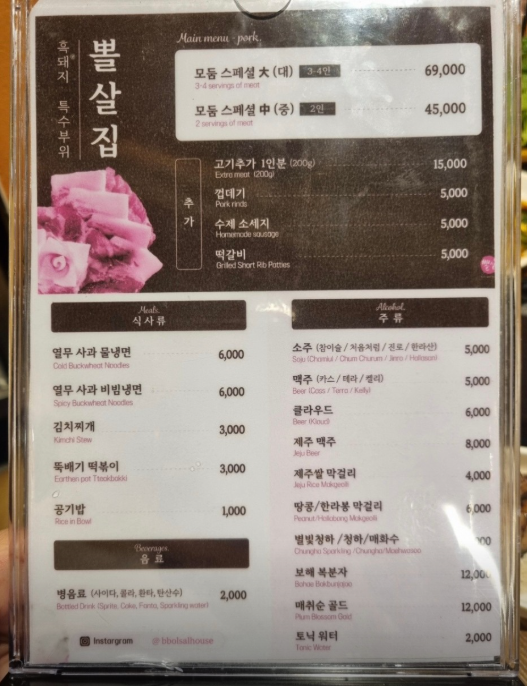 흑돼지 특수부위
뽈살집
Main menu - pork
모둠 스페셜 大 (대) 3-4인 69,000
3-4 servings of meat
모둠 스페셜 中 (중) 2인 45,000
2 servings of meat
추가
고기추가 1인분 (200g) 15,000
Extra meat (200g)
껍데기 5,000
Pork rinds
수제 소세지 5,000
Homemade sausage
떡갈비 5,000
Grilled Short Rib Patties
Meals.
식사류
열무 사과 물냉면 6,000
Cold Buckwheat Noodles
열무 사과 비빔냉면 6,000
Spicy Buckwheat Noodles
김치찌개 3,000
Kimchi Stew
뚝배기 떡볶이 3,000
Earthen pot Tteokbokki
공기밥 1,000
Rice in Bowl
Beverages.
음료
병음료 (사이다, 콜라, 환타, 탄산수) 2,000
Bottled Drink (Sprite, Coke, Fanta, Sparkling water)
Instargram @bbolsalhouse
Alcohol.
주류
소주 (참이슬 / 처음처럼 / 진로 / 한라산) 5,000
Soju (Chamisul / Chum Churum / Jinro / Hallasan)
맥주 (카스 / 테라 / 켈리) 5,000
Beer (Cass / Terra / Kelly)
클라우드 6,000
Beer (Kloud)
제주 맥주 8,000
Jeju Beer
제주쌀 막걸리 4,000
Jeju Rice Makgeolli
땅콩/한라봉 막걸리 6,000
Peanut/Hallabong Makgeolli
별빛청하 /청하/매화수
Chungha Sparkling /Chungha/Maehwasoo
보해 복분자 12,000
Bohae Bokbunjajoo
매취순 골드 12,000
Plum Blossom Gold
토닉 워터 2,000
Tonic Water